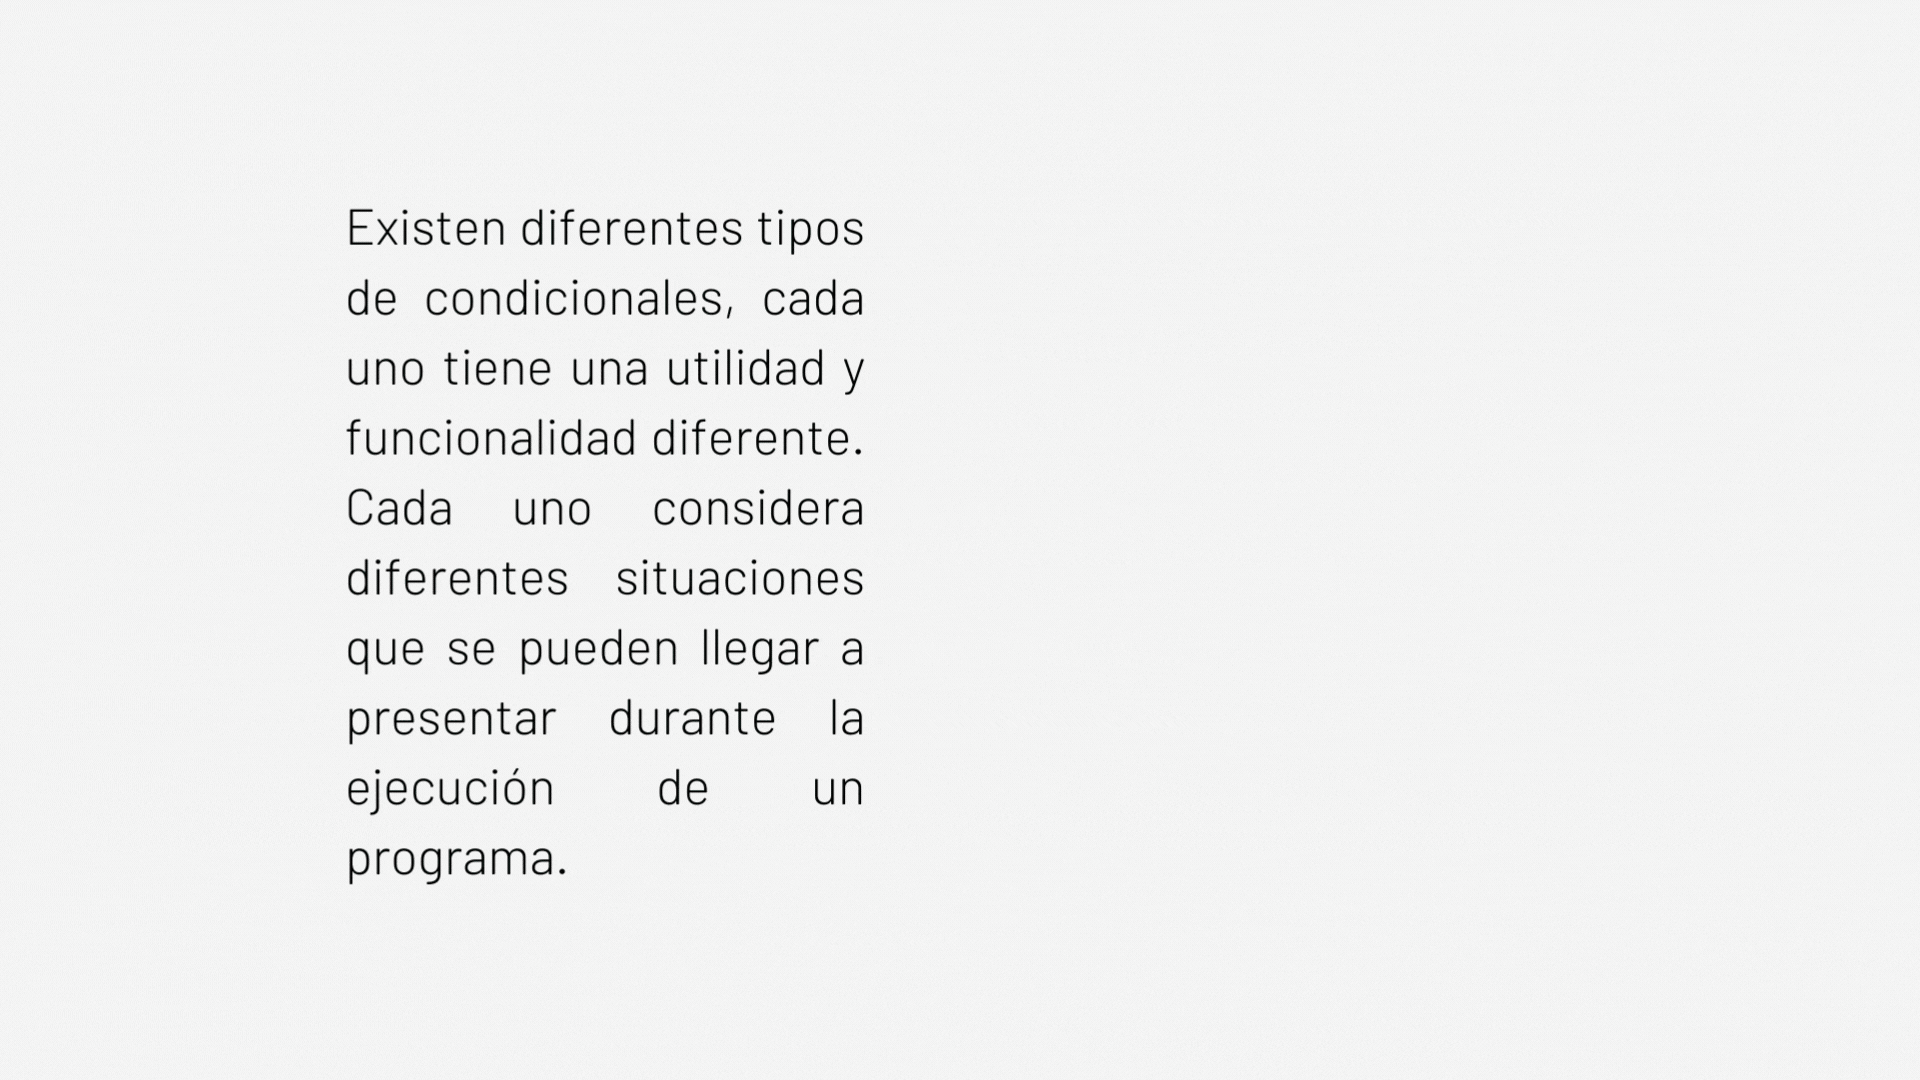 Existen diferentes tipos
de condicionales, cada
uno tiene una utilidad y
funcionalidad diferente.
Cada uno considera
diferentes situaciones
que se pueden llegar a
presentar durante la
ejecución de un
programa.